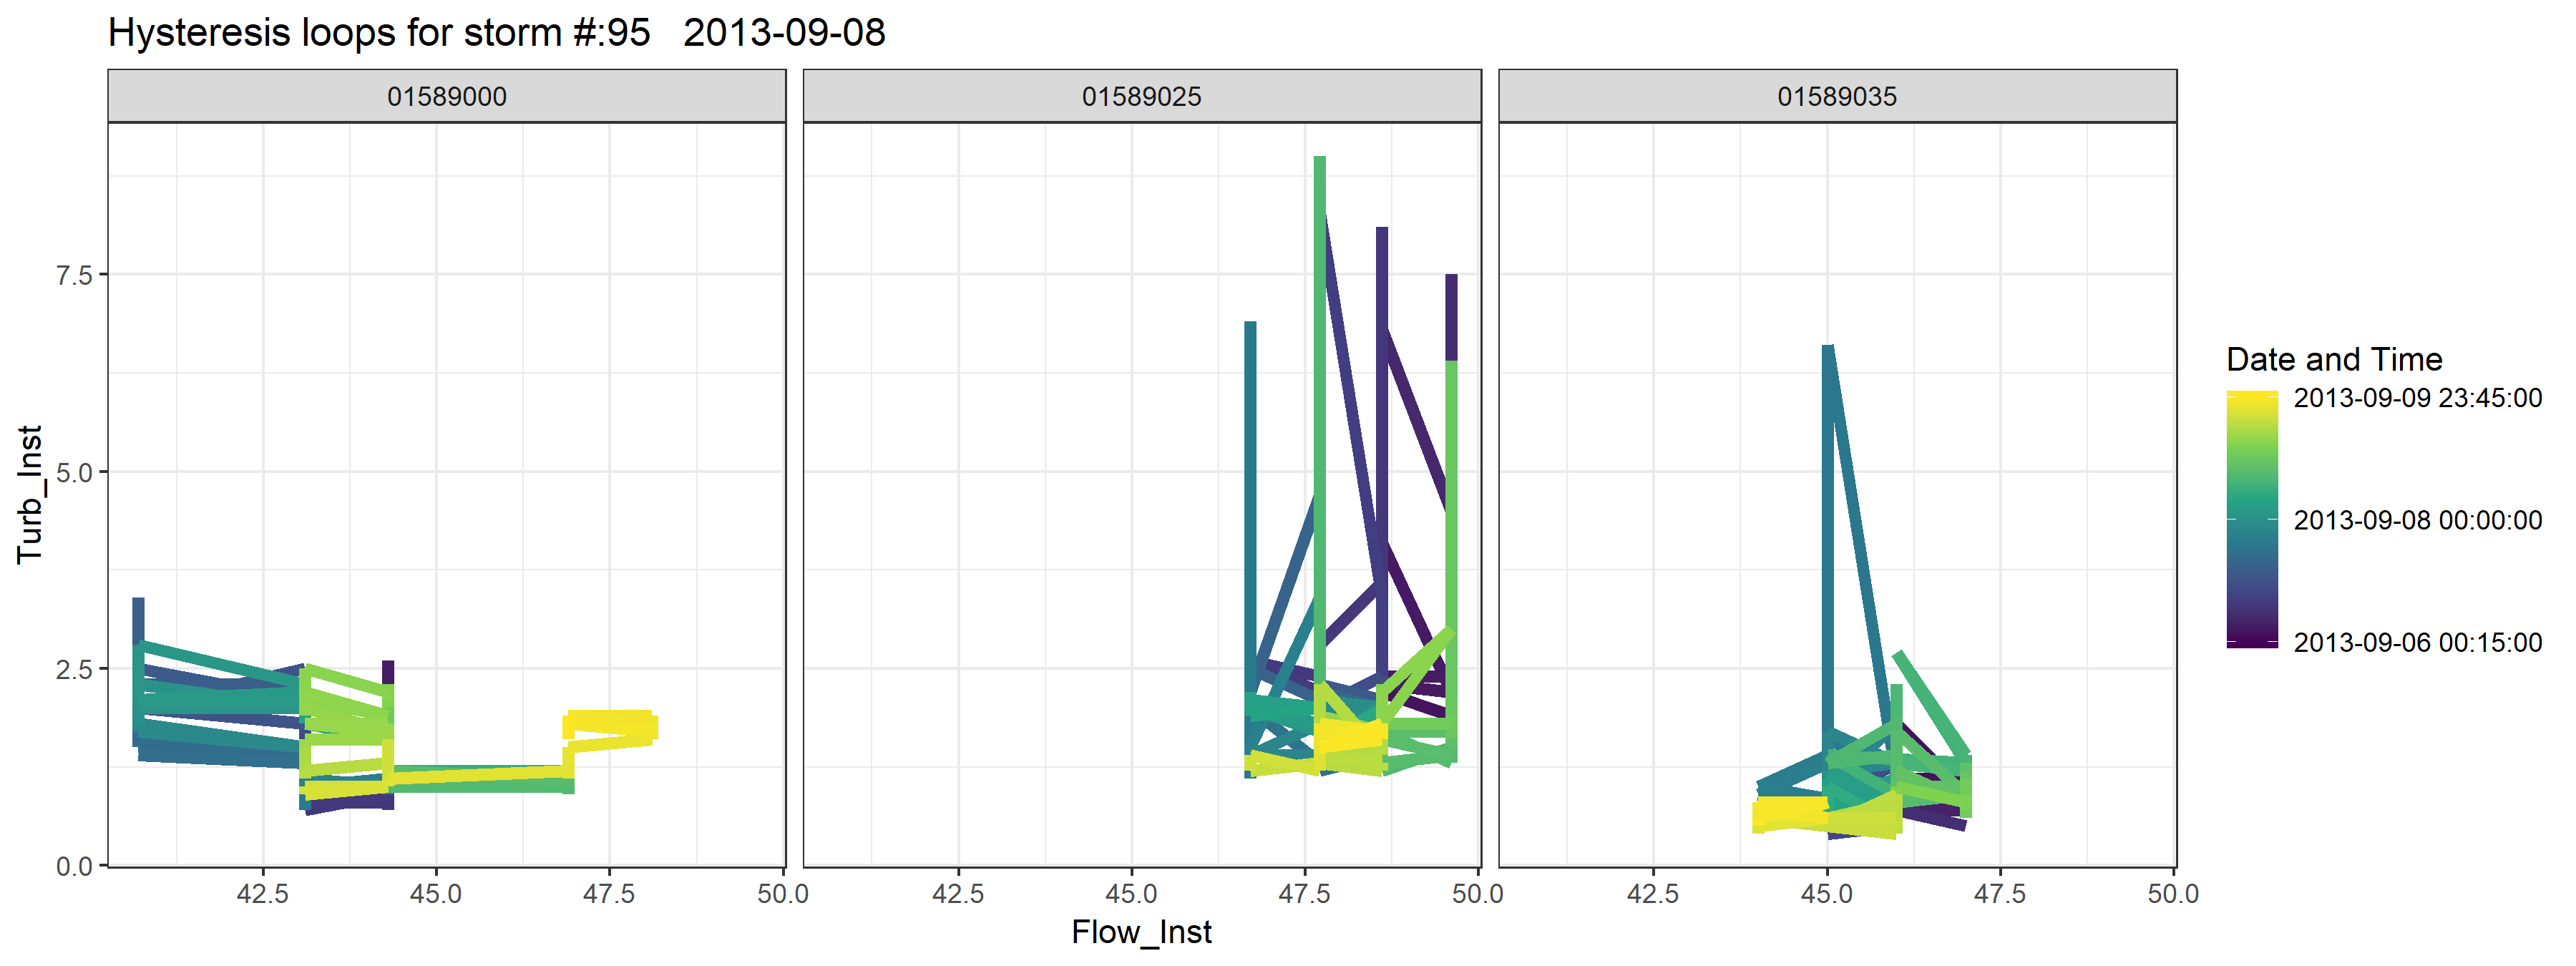 Hysteresis loops for storm #:95   2013-09-08
01589000
01589025
01589035
Turb_Inst
7.5
5.0
2.5
0.0
42.5 45.0 47.5 50.0
42.5 45.0 47.5 50.0
42.5 45.0 47.5 50.0
Flow_Inst
Date and Time
2013-09-09 23:45:00
2013-09-08 00:00:00
2013-09-06 00:15:00